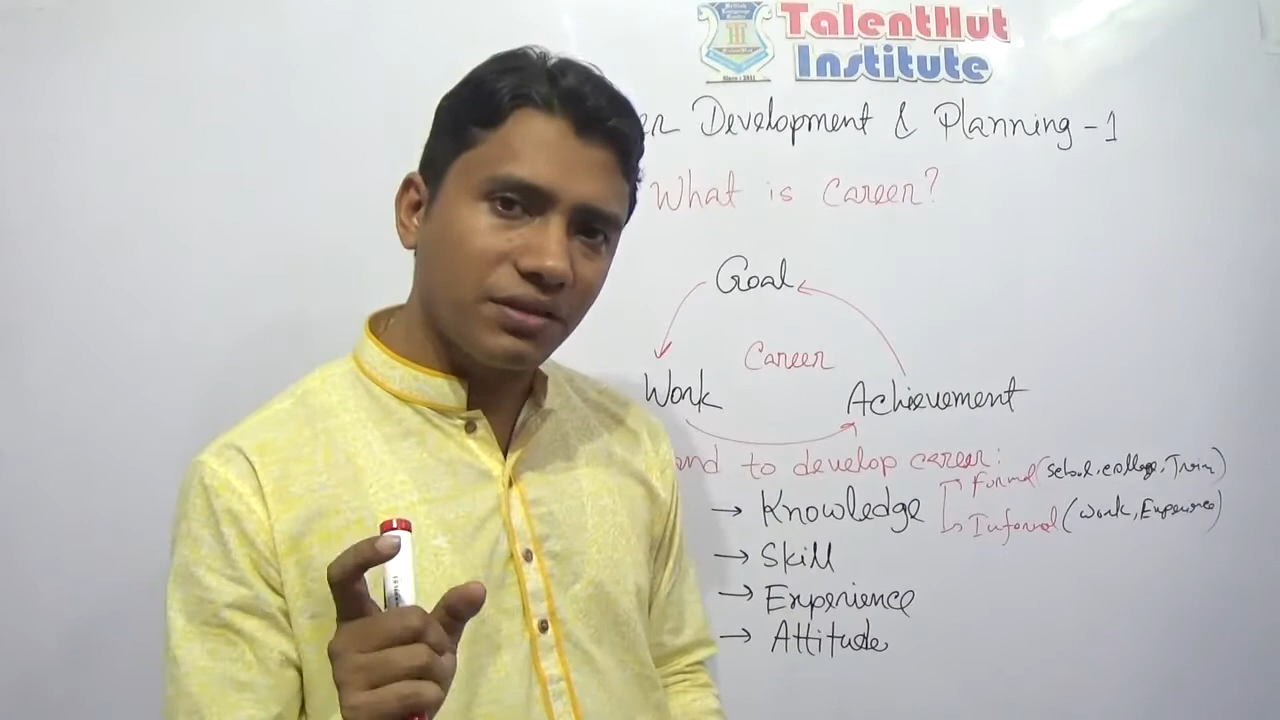 TalentHut
Institute
er Development & Planning - 1
What is Career?
Goal
Career
Work
Achievement
and to develop career:
Formal (School, college, Train)
→ Knowledge
Informal (Work, Experience)
→ Skill
→ Experience
→ Attitude